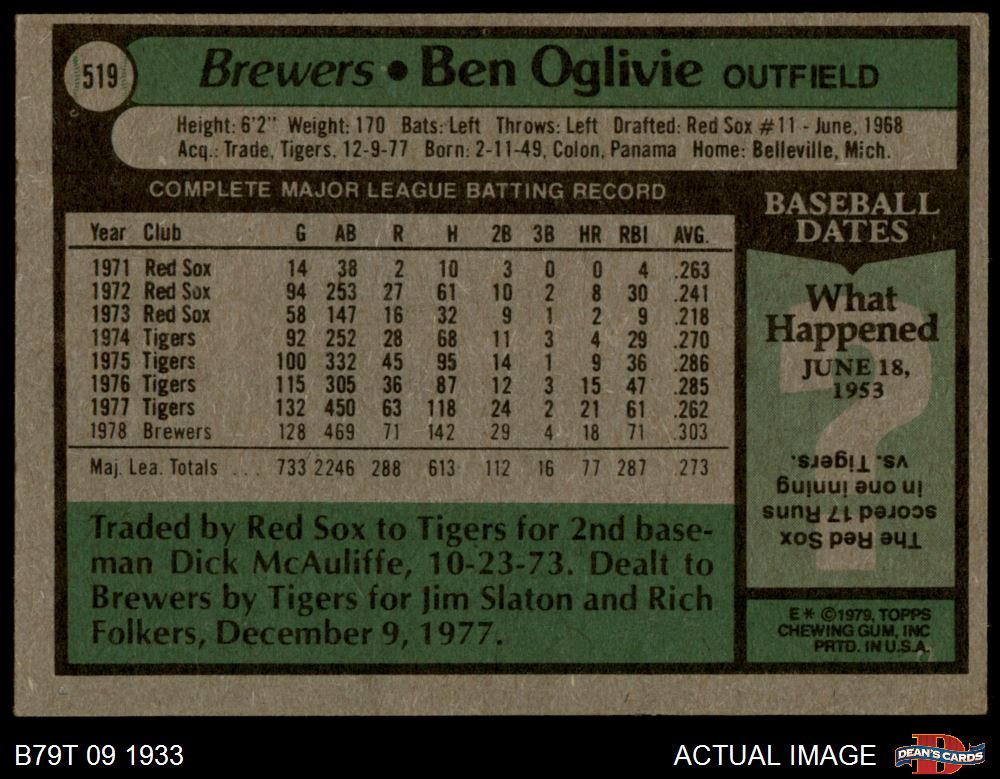 519
Brewers • Ben Oglivie OUTFIELD
Height: 6'2" Weight: 170 Bats: Left Throws: Left Drafted: Red Sox #11 - June, 1968
Acq.: Trade, Tigers, 12-9-77 Born: 2-11-49, Colon, Panama Home: Belleville, Mich.
COMPLETE MAJOR LEAGUE BATTING RECORD
Year Club G AB R H 2B 3B HR RBI AVG.
1971 Red Sox 14 38 2 10 3 0 0 4 .263
1972 Red Sox 94 253 27 61 10 2 8 30 .241
1973 Red Sox 58 147 16 32 9 1 2 9 .218
1974 Tigers 92 252 28 68 11 3 4 29 .270
1975 Tigers 100 332 45 95 14 1 9 36 .286
1976 Tigers 115 305 36 87 12 3 15 47 .285
1977 Tigers 132 450 63 118 24 2 21 61 .262
1978 Brewers 128 469 71 142 29 4 18 71 .303
Maj. Lea. Totals ... 733 2246 288 613 112 16 77 287 .273
Traded by Red Sox to Tigers for 2nd base-
man Dick McAuliffe, 10-23-73. Dealt to
Brewers by Tigers for Jim Slaton and Rich
Folkers, December 9, 1977.
BASEBALL
DATES
What
Happened
JUNE 18,
1953
?
The Red Sox
scored 17 Runs
in one inning
vs. Tigers.
E* ©1979, TOPPS
CHEWING GUM, INC
PRTD. IN U.S.A.
B79T 09 1933
ACTUAL IMAGE
D
DEAN'S CARDS